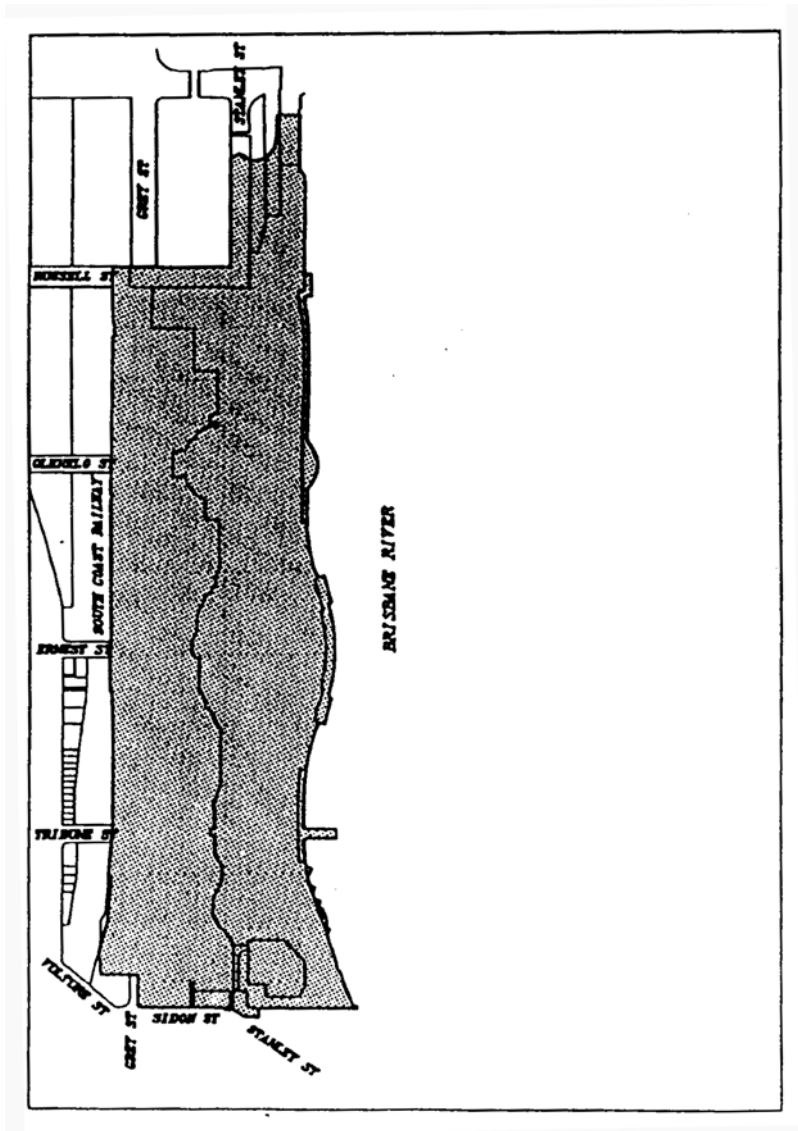 STANLEY ST
GREY ST
RUSSELL ST
GLENELG ST
SOUTH COAST RAILWAY
BRISBANE RIVER
ERNEST ST
TRIBUNE ST
FULTUME ST
GREY ST
SIDON ST
STANLEY ST